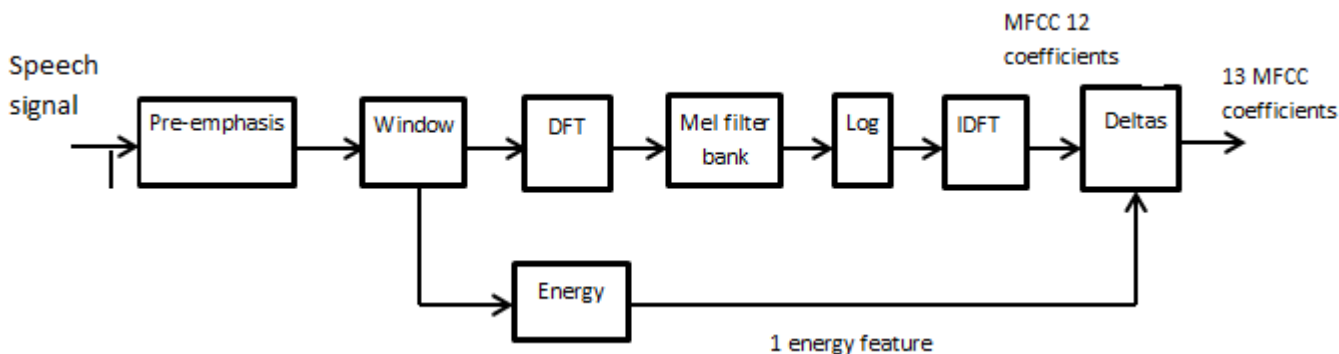 Speech
signal
Pre-emphasis
Window
DFT
Mel filter
bank
Log
IDFT
MFCC 12
coefficients
Deltas
13 MFCC
coefficients
Energy
1 energy feature